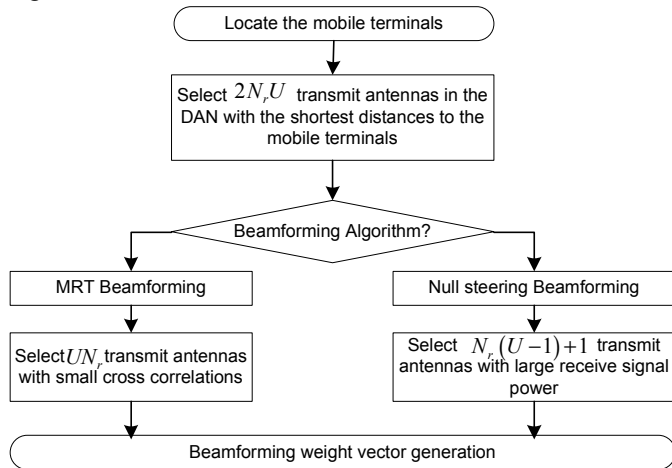 Locate the mobile terminals
Select 2N_rU transmit antennas in the
DAN with the shortest distances to the
mobile terminals
Beamforming Algorithm?
MRT Beamforming
Null steering Beamforming
Select UN_r transmit antennas
with small cross correlations
Select N_r(U−1)+1 transmit
antennas with large receive signal
power
Beamforming weight vector generation